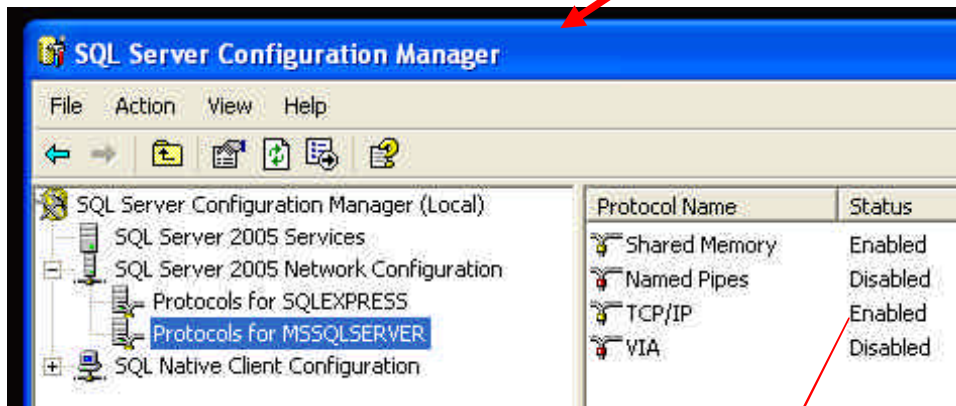 SQL Server Configuration Manager
File Action View Help
SQL Server Configuration Manager (Local)
SQL Server 2005 Services
SQL Server 2005 Network Configuration
Protocols for SQLEXPRESS
Protocols for MSSQLSERVER
SQL Native Client Configuration
Protocol Name Status
Shared Memory Enabled
Named Pipes Disabled
TCP/IP Enabled
VIA Disabled